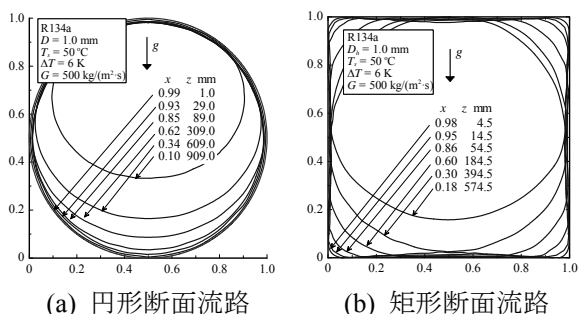 R134a
D = 1.0 mm
Ts = 50 °C
ΔT = 6 K
G = 500 kg/(m²·s)
g
x z mm
0.99 1.0
0.93 29.0
0.85 89.0
0.62 309.0
0.34 609.0
0.10 909.0
1.0
0.8
0.6
0.4
0.2
0
0 0.2 0.4 0.6 0.8 1.0
(a) 円形断面流路
R134a
Dh = 1.0 mm
Ts = 50°C
ΔT = 6 K
G = 500 kg/(m²·s)
g
x z mm
0.98 4.5
0.95 14.5
0.86 54.5
0.60 184.5
0.30 394.5
0.18 574.5
1.0
0.8
0.6
0.4
0.2
0
0 0.2 0.4 0.6 0.8 1.0
(b) 矩形断面流路